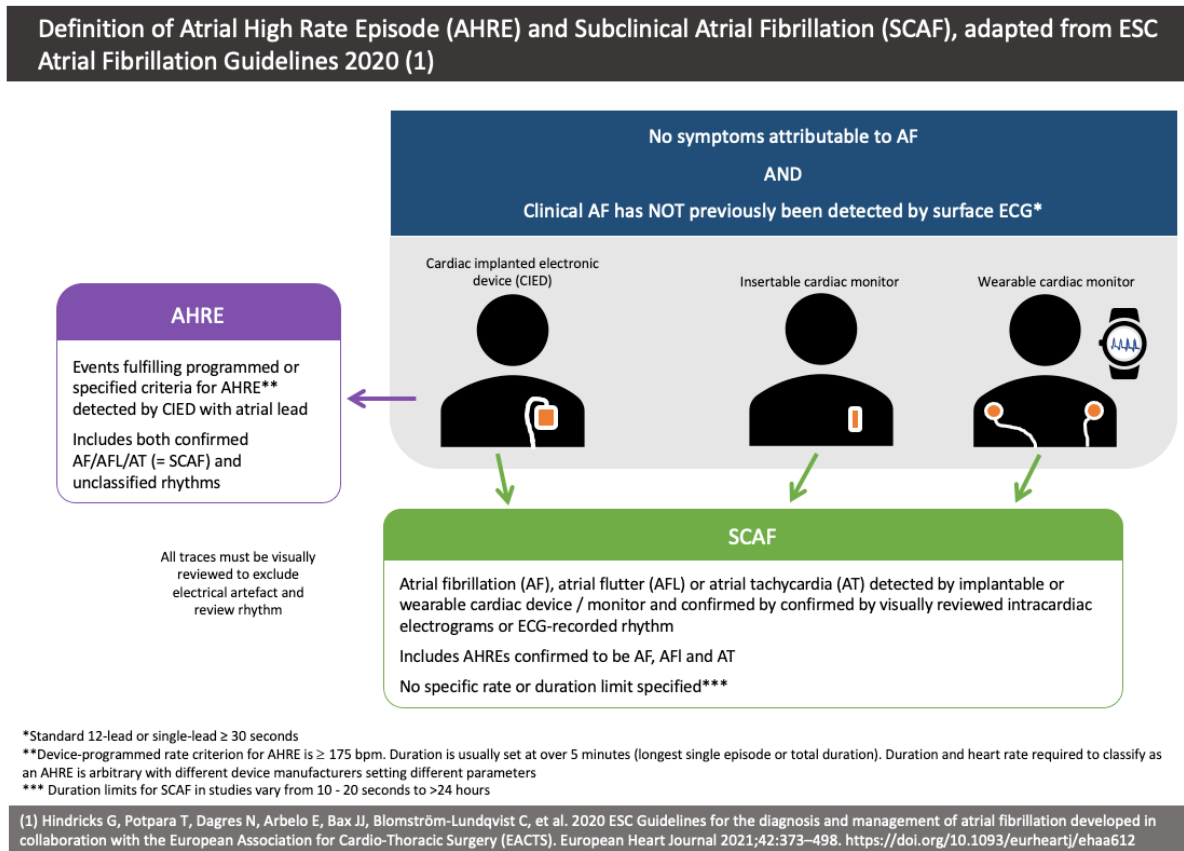 Definition of Atrial High Rate Episode (AHRE) and Subclinical Atrial Fibrillation (SCAF), adapted from ESC
Atrial Fibrillation Guidelines 2020 (1)
No symptoms attributable to AF
AND
Clinical AF has NOT previously been detected by surface ECG*
Cardiac implanted electronic
device (CIED)
Insertable cardiac monitor
Wearable cardiac monitor
AHRE
Events fulfilling programmed or
specified criteria for AHRE**
detected by CIED with atrial lead
Includes both confirmed
AF/AFL/AT (= SCAF) and
unclassified rhythms
All traces must be visually
reviewed to exclude
electrical artefact and
review rhythm
SCAF
Atrial fibrillation (AF), atrial flutter (AFL) or atrial tachycardia (AT) detected by implantable or
wearable cardiac device / monitor and confirmed by confirmed by visually reviewed intracardiac
electrograms or ECG-recorded rhythm
Includes AHREs confirmed to be AF, AFl and AT
No specific rate or duration limit specified***
*Standard 12-lead or single-lead ≥ 30 seconds
**Device-programmed rate criterion for AHRE is ≥ 175 bpm. Duration is usually set at over 5 minutes (longest single episode or total duration). Duration and heart rate required to classify as
an AHRE is arbitrary with different device manufacturers setting different parameters
*** Duration limits for SCAF in studies vary from 10 - 20 seconds to >24 hours
(1) Hindricks G, Potpara T, Dagres N, Arbelo E, Bax JJ, Blomström-Lundqvist C, et al. 2020 ESC Guidelines for the diagnosis and management of atrial fibrillation developed in
collaboration with the European Association for Cardio-Thoracic Surgery (EACTS). European Heart Journal 2021;42:373–498. https://doi.org/10.1093/eurheartj/ehaa612